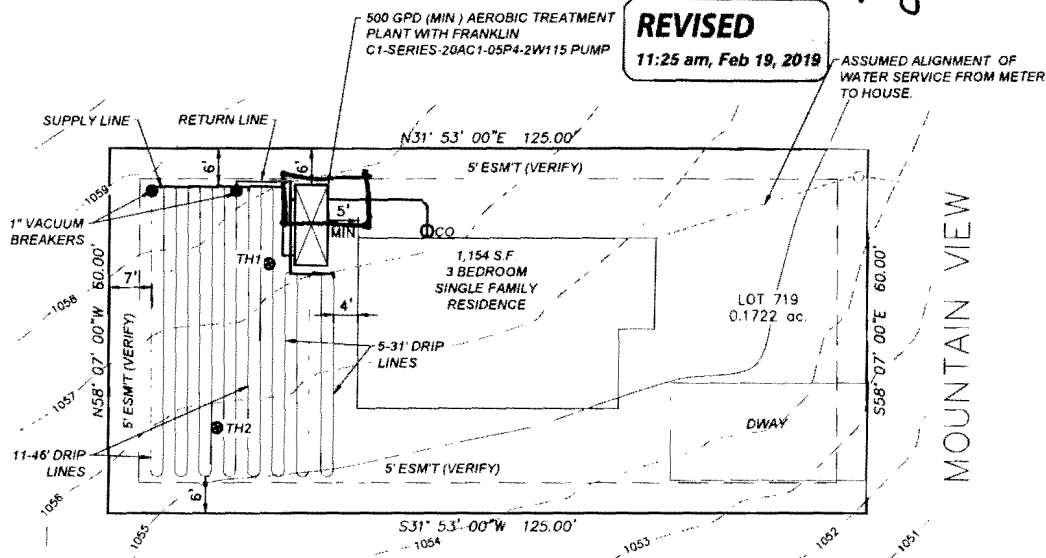 500 GPD (MIN ) AEROBIC TREATMENT
PLANT WITH FRANKLIN
C1-SERIES-20AC1-05P4-2W115 PUMP
REVISED
11:25 am, Feb 19, 2019
ASSUMED ALIGNMENT OF
WATER SERVICE FROM METER
TO HOUSE.
SUPPLY LINE
RETURN LINE
N31° 53' 00"E 125.00'
5' ESM'T (VERIFY)
6'
6'
1059
1" VACUUM
BREAKERS
5'
MIN
CO
TH1
1,154 S.F.
3 BEDROOM
SINGLE FAMILY
RESIDENCE
7'
1058
4'
LOT 719
0.1722 ac.
N58° 07' 00"W 60.00'
5' ESM'T (VERIFY)
S58° 07' 00"E 60.00'
MOUNTAIN VIEW
5-31' DRIP
LINES
1057
TH2
DWAY
11-46' DRIP
LINES
5' ESM'T (VERIFY)
6'
1056
1055
S31° 53' 00"W 125.00'
1054
1053
1052
1051